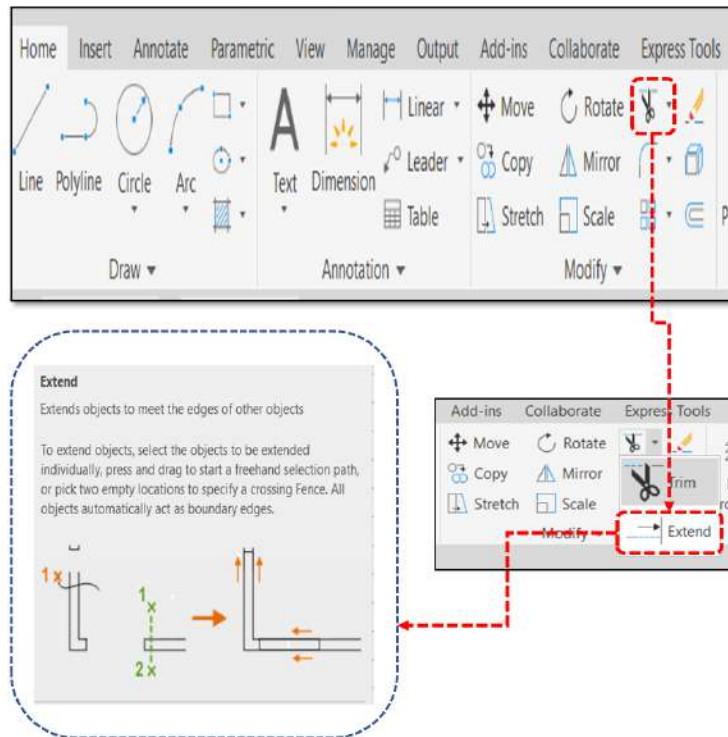 Home Insert Annotate Parametric View Manage Output Add-ins Collaborate Express Tools
Linear Move Rotate
Leader Copy Mirror
Line Polyline Circle Arc Text Dimension
Table Stretch Scale
Draw Annotation Modify
Extend
Extends objects to meet the edges of other objects
To extend objects, select the objects to be extended
individually, press and drag to start a freehand selection path,
or pick two empty locations to specify a crossing Fence. All
objects automatically act as boundary edges.
1 x
1
x
2 x
Add-ins Collaborate Express Tools
Move Rotate
Copy Mirror Trim
Stretch Scale
Modify Extend